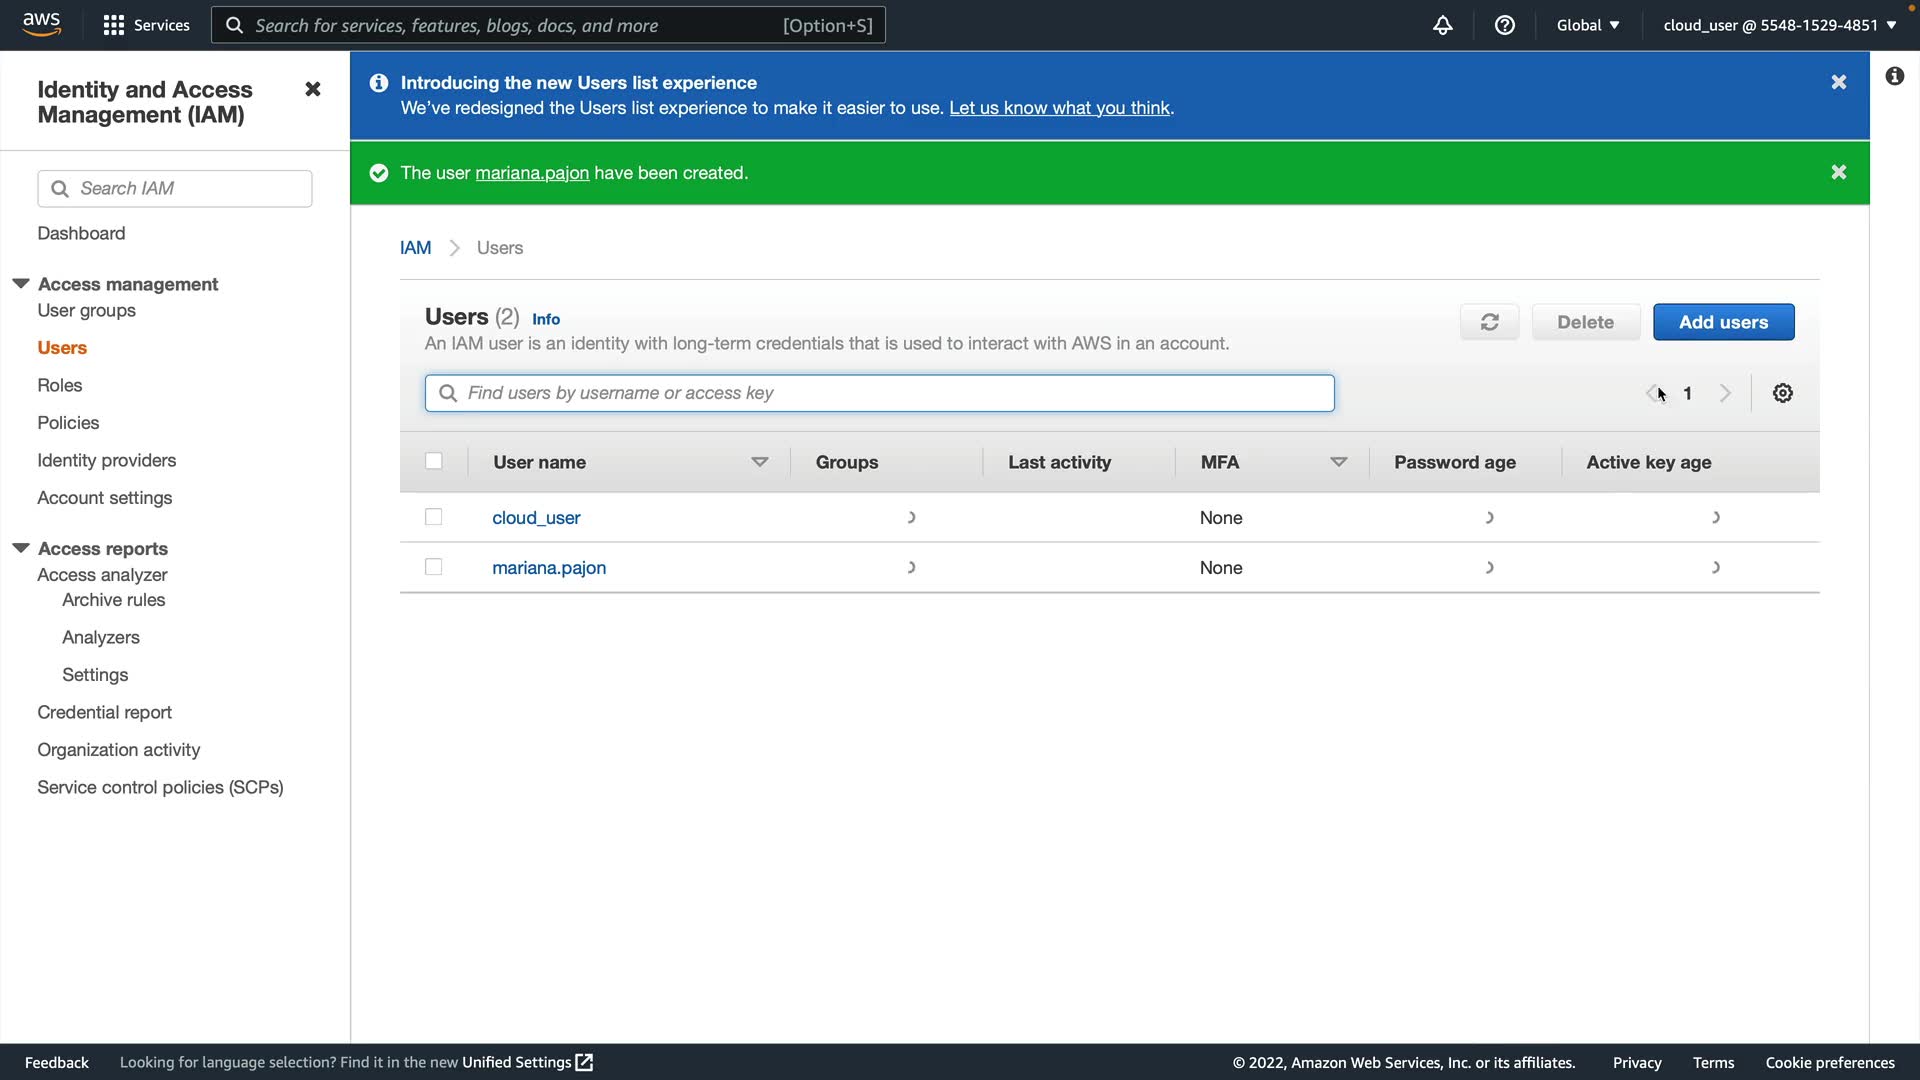 aws
Services
Search for services, features, blogs, docs, and more
[Option+S]
Global
cloud_user @ 5548-1529-4851
Identity and Access Management (IAM)
Search IAM
Dashboard
Access management
User groups
Users
Roles
Policies
Identity providers
Account settings
Access reports
Access analyzer
Archive rules
Analyzers
Settings
Credential report
Organization activity
Service control policies (SCPs)
Introducing the new Users list experience
We've redesigned the Users list experience to make it easier to use. Let us know what you think.
The user mariana.pajon have been created.
IAM
Users
Users (2) Info
An IAM user is an identity with long-term credentials that is used to interact with AWS in an account.
Delete
Add users
Find users by username or access key
1
User name
Groups
Last activity
MFA
Password age
Active key age
cloud_user
None
mariana.pajon
None
Feedback
Looking for language selection? Find it in the new Unified Settings
© 2022, Amazon Web Services, Inc. or its affiliates.
Privacy
Terms
Cookie preferences